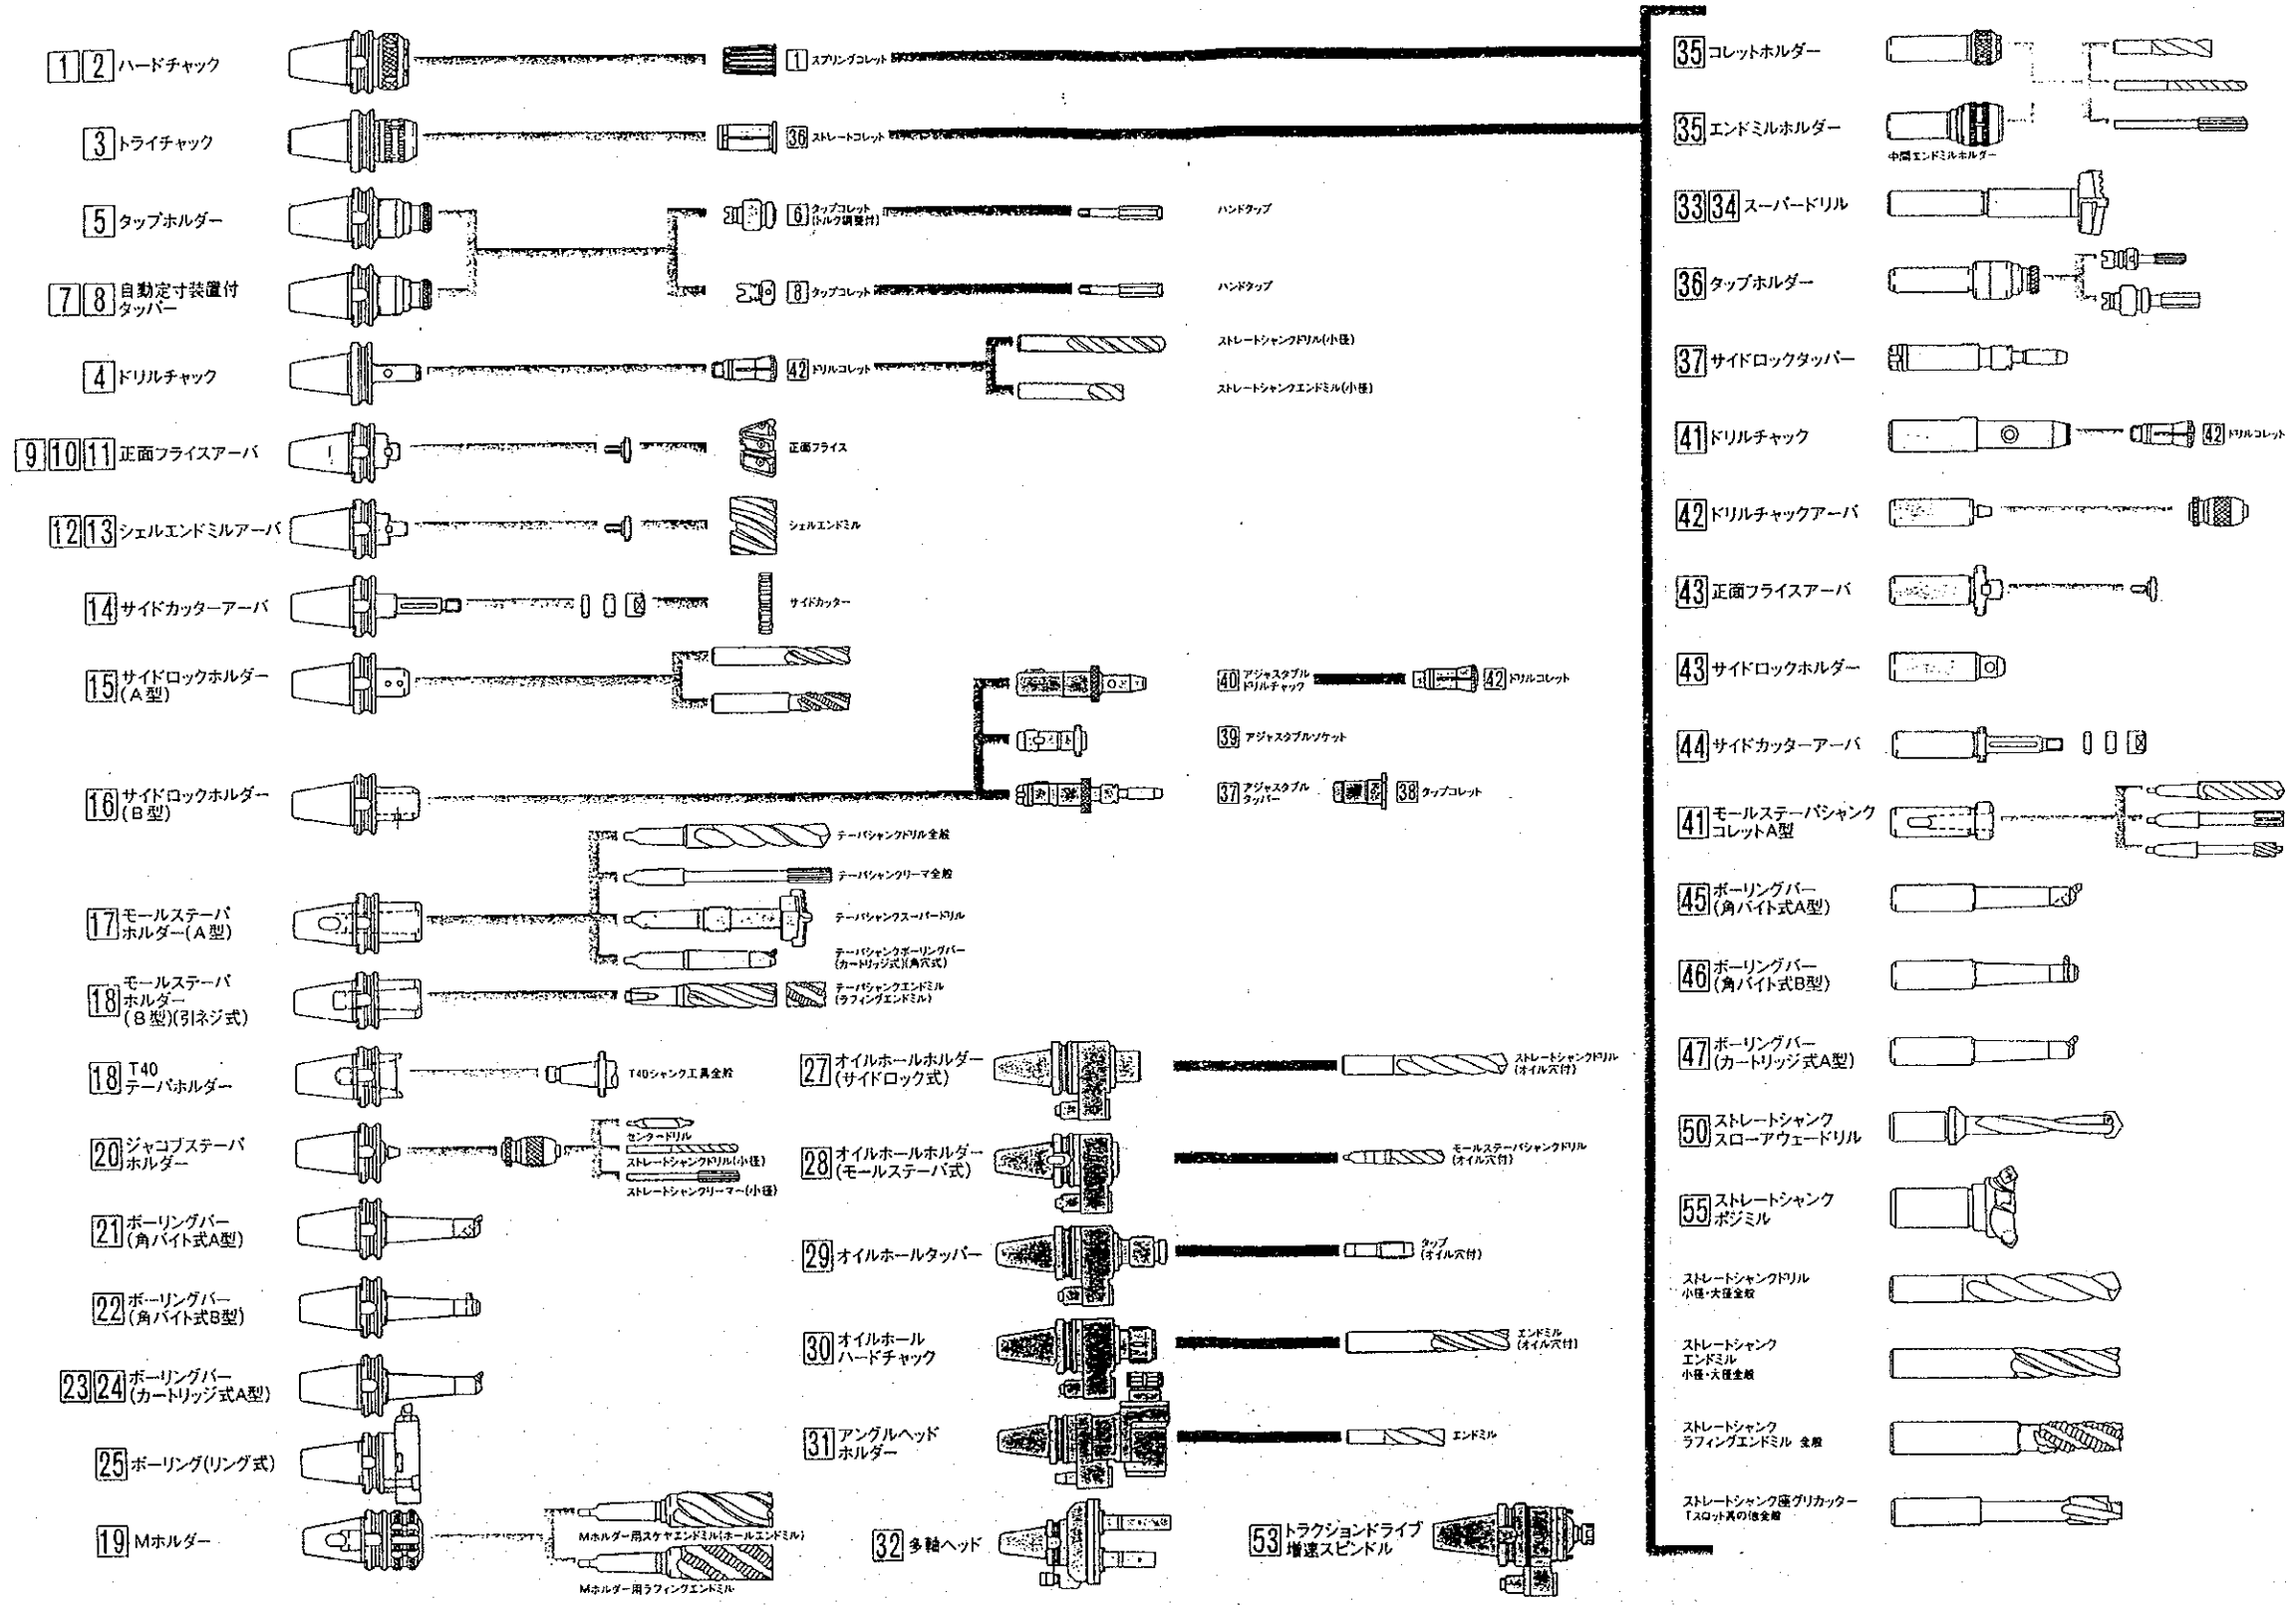 1 2 ハードチャック
1 スプリングコレット
3 トライチャック
36 ストレートコレット
5 タップホルダー
6 タップコレット
(トルク調整付)
ハンドタップ
7 8 自動定寸装置付
タッパー
8 タップコレット
ハンドタップ
4 ドリルチャック
42 ドリルコレット
ストレートシャンクドリル(小径)
ストレートシャンクエンドミル(小径)
9 10 11 正面フライスアーバ
正面フライス
12 13 シェルエンドミルアーバ
シェルエンドミル
14 サイドカッターアーバ
サイドカッター
15 サイドロックホルダー
(A型)
16 サイドロックホルダー
(B型)
40 アジャスタブル
ドリルチャック
42 ドリルコレット
39 アジャスタブルソケット
37 アジャスタブル
タッパー
38 タップコレット
17 モールステーパ
ホルダー(A型)
テーパシャンクドリル全般
テーパシャンクリーマ全般
テーパシャンクスーパードリル
テーパシャンクボーリングバー
(カートリッジ式)(角穴式)
18 モールステーパ
ホルダー
(B型)(引ネジ式)
テーパシャンクエンドミル
(ラフィングエンドミル)
18 T40
テーパホルダー
T40シャンク工具全般
20 ジャコブステーパ
ホルダー
センタードリル
ストレートシャンクドリル(小径)
ストレートシャンクリーマー(小径)
21 ボーリングバー
(角バイト式A型)
22 ボーリングバー
(角バイト式B型)
23 24 ボーリングバー
(カートリッジ式A型)
25 ボーリング(リング式)
19 Mホルダー
Mホルダー用スケヤエンドミル(ボールエンドミル)
Mホルダー用ラフィングエンドミル
27 オイルホールホルダー
(サイドロック式)
ストレートシャンクドリル
(オイル穴付)
28 オイルホールホルダー
(モールステーパ式)
モールステーパシャンクドリル
(オイル穴付)
29 オイルホールタッパー
タップ
(オイル穴付)
30 オイルホール
ハードチャック
エンドミル
(オイル穴付)
31 アングルヘッド
ホルダー
エンドミル
32 多軸ヘッド
53 トラクションドライブ
増速スピンドル
35 コレットホルダー
35 エンドミルホルダー
中間エンドミルホルダー
33 34 スーパードリル
36 タップホルダー
37 サイドロックタッパー
41 ドリルチャック
42 ドリルコレット
42 ドリルチャックアーバ
43 正面フライスアーバ
43 サイドロックホルダー
44 サイドカッターアーバ
41 モールステーパシャンク
コレットA型
45 ボーリングバー
(角バイト式A型)
46 ボーリングバー
(角バイト式B型)
47 ボーリングバー
(カートリッジ式A型)
50 ストレートシャンク
スローアウェードリル
55 ストレートシャンク
ポジミル
ストレートシャンクドリル
小径・大径全般
ストレートシャンク
エンドミル
小径・大径全般
ストレートシャンク
ラフィングエンドミル 全般
ストレートシャンク座グリカッター
Tスロット其の他全般